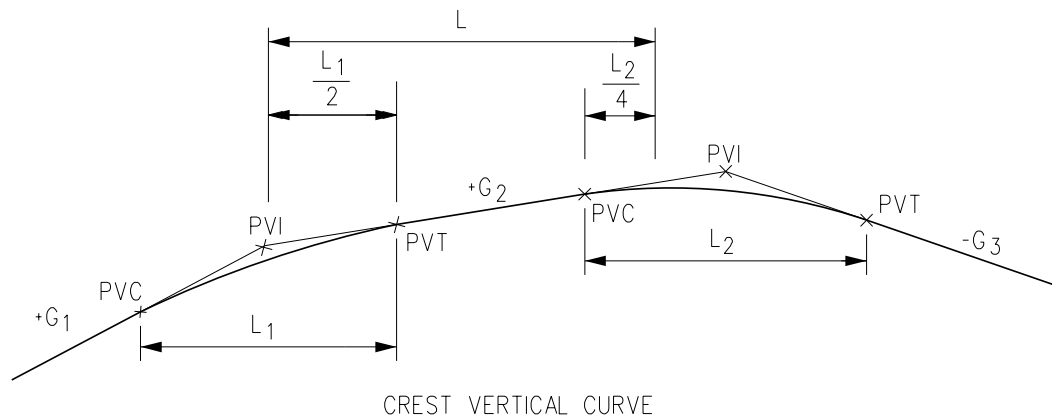 L
L1
2
L2
4
PVI
+G2
PVC
PVT
PVI
PVT
L2
-G3
PVC
+G1
L1
CREST VERTICAL CURVE